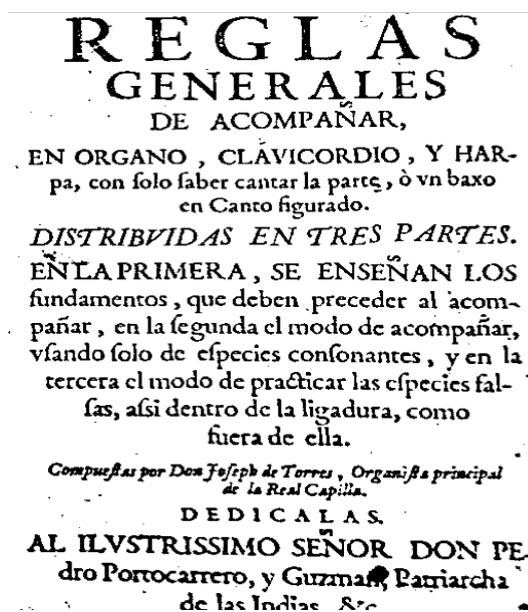 REGLAS
GENERALES
DE ACOMPAÑAR,
EN ORGANO, CLAVICORDIO, Y HAR-
pa, con ſolo ſaber cantar la parte, ò vn baxo
en Canto figurado.
DISTRIBVIDAS EN TRES PARTES.
EN LA PRIMERA, SE ENSEÑAN LOS
fundamentos, que deben preceder al acom-
pañar, en la ſegunda el modo de acompañar,
vſando ſolo de eſpecies conſonantes, y en la
tercera el modo de practicar las eſpecies fal-
ſas, aſsi dentro de la ligadura, como
fuera de ella.
Compueſtas por Don Joſeph de Torres, Organiſta principal
de la Real Capilla.
DEDICALAS.
AL ILVSTRISSIMO SEÑOR DON PE-
dro Portocarrero, y Guzman, Patriarcha
de las Indias, &c.